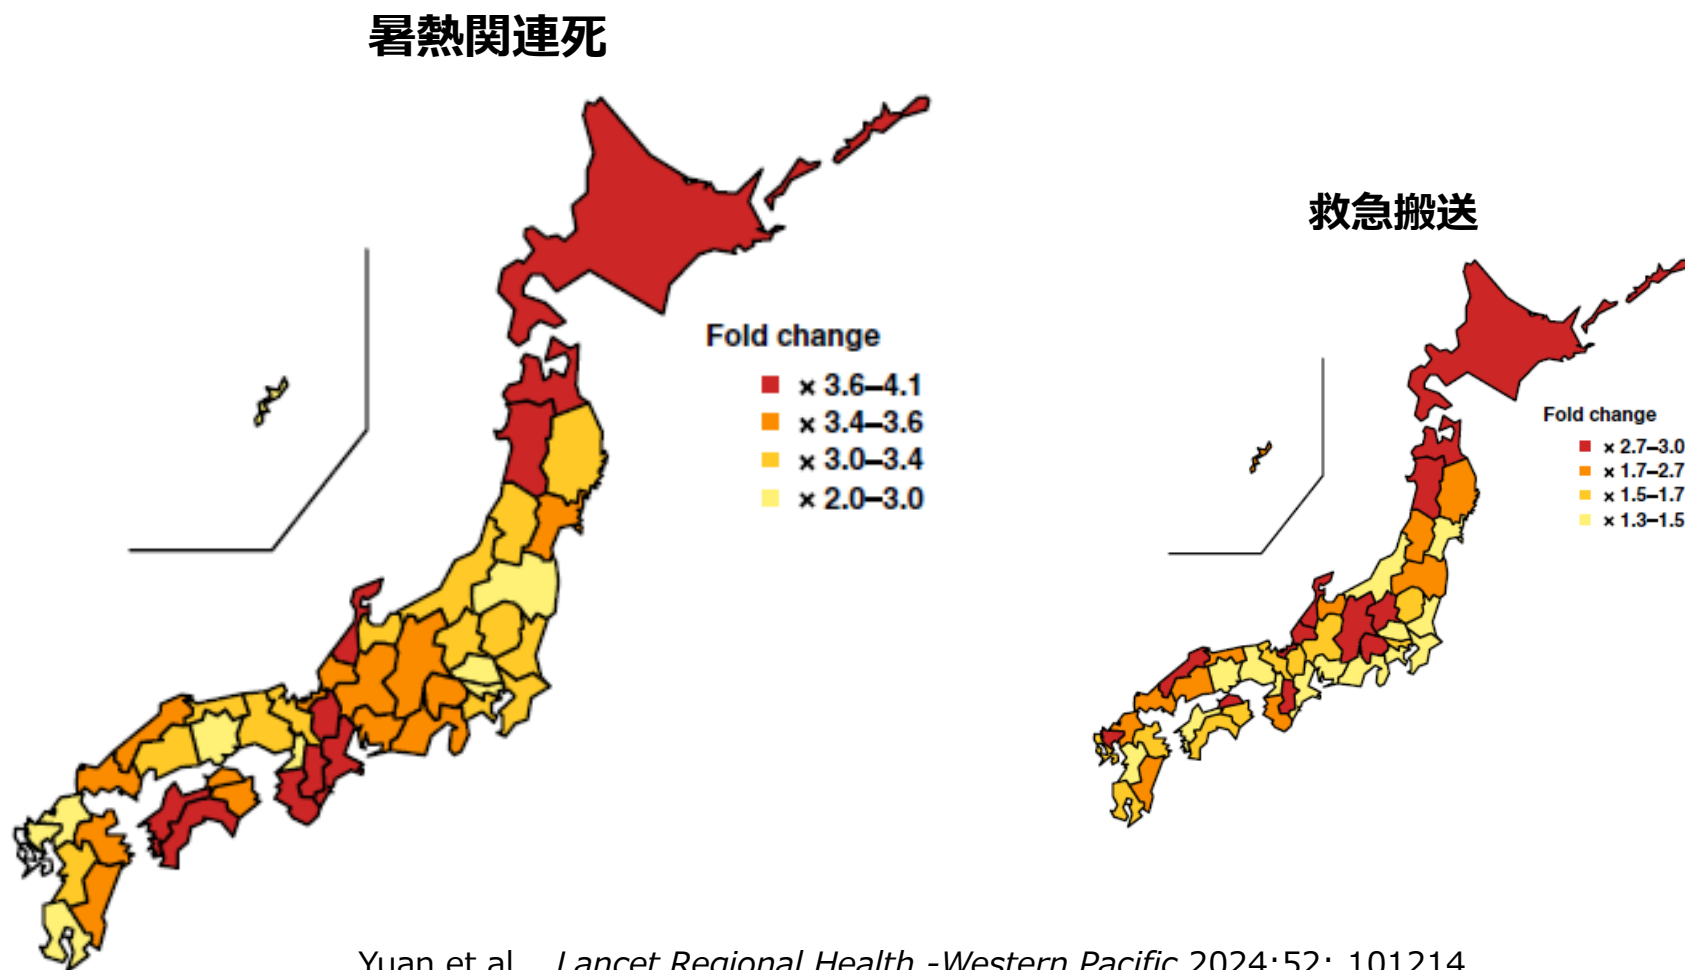 暑熱関連死
Fold change
× 3.6–4.1
× 3.4–3.6
× 3.0–3.4
× 2.0–3.0
救急搬送
Fold change
× 2.7–3.0
× 1.7–2.7
× 1.5–1.7
× 1.3–1.5
Yuan et al., Lancet Regional Health -Western Pacific 2024;52: 101214